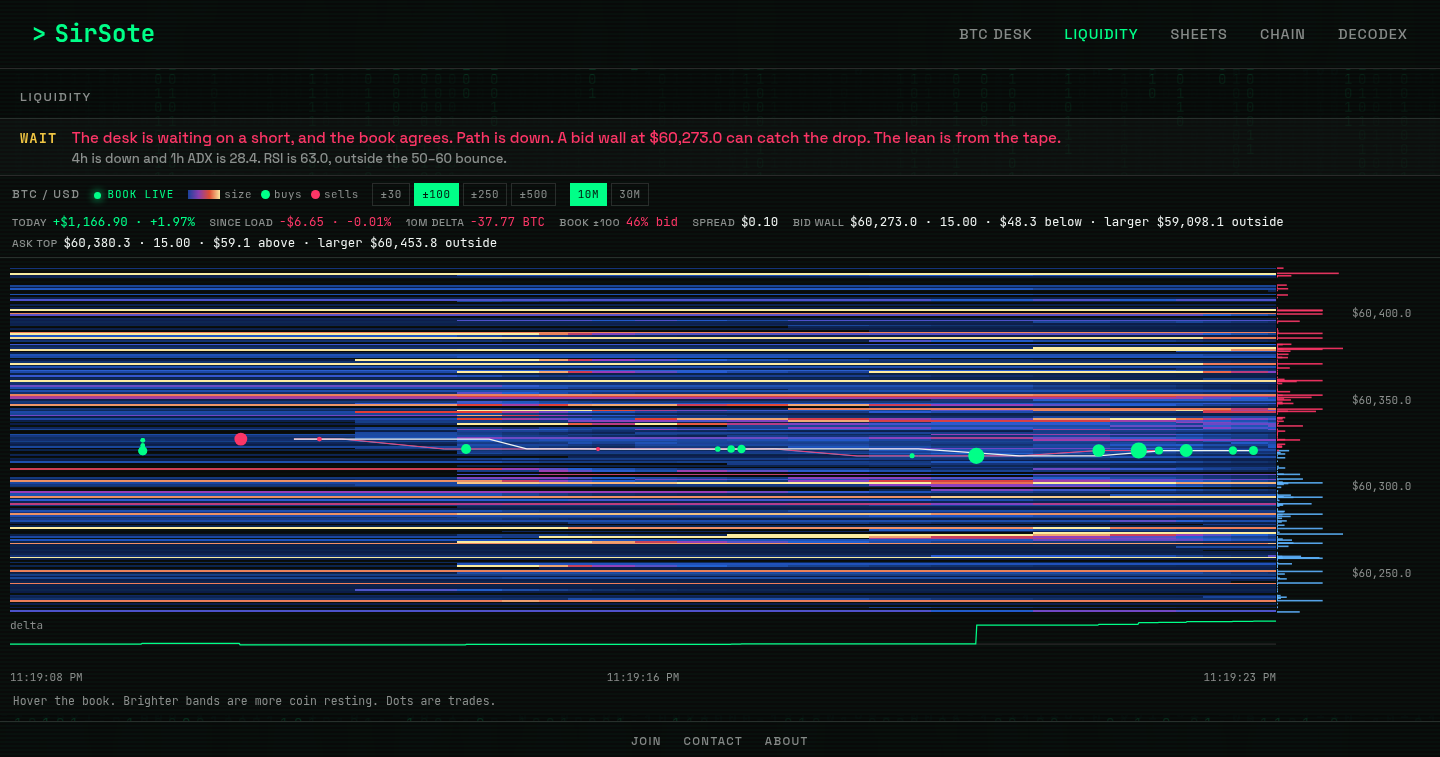 > SirSote
BTC DESK LIQUIDITY SHEETS CHAIN DECODEX
LIQUIDITY
WAIT The desk is waiting on a short, and the book agrees. Path is down. A bid wall at $60,273.0 can catch the drop. The lean is from the tape.
4h is down and 1h ADX is 28.4. RSI is 63.0, outside the 50–60 bounce.
BTC / USD BOOK LIVE size buys sells ±30 ±100 ±250 ±500 10M 30M
TODAY +$1,166.90 · +1.97% SINCE LOAD -$6.65 · -0.01% 10M DELTA -37.77 BTC BOOK ±100 46% bid SPREAD $0.10 BID WALL $60,273.0 · 15.00 · $48.3 below · larger $59,098.1 outside
ASK TOP $60,380.3 · 15.00 · $59.1 above · larger $60,453.8 outside
$60,400.0
$60,350.0
$60,300.0
$60,250.0
delta
11:19:08 PM 11:19:16 PM 11:19:23 PM
Hover the book. Brighter bands are more coin resting. Dots are trades.
JOIN CONTACT ABOUT